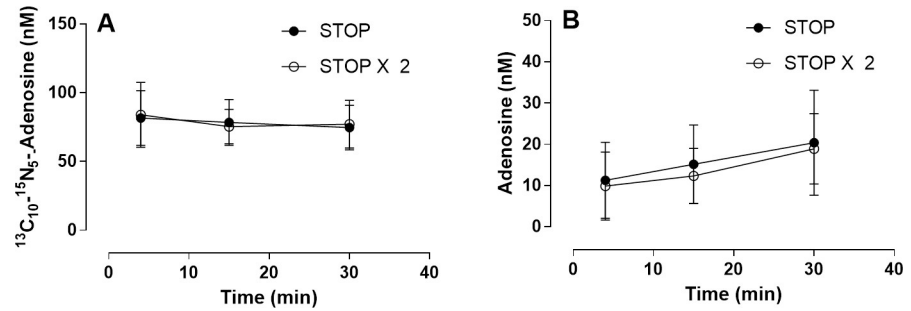 A
150
100
50
0
¹³C₁₀-¹⁵N₅-Adenosine (nM)
STOP
STOP X 2
0 10 20 30 40
Time (min)
B
50
40
30
20
10
0
Adenosine (nM)
STOP
STOP X 2
0 10 20 30 40
Time (min)